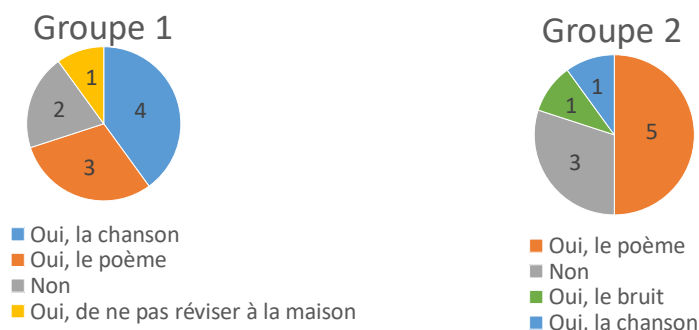 Groupe 1
1
4
2
3
Oui, la chanson
Oui, le poème
Non
Oui, de ne pas réviser à la maison
Groupe 2
1
1
5
3
Oui, le poème
Non
Oui, le bruit
Oui, la chanson